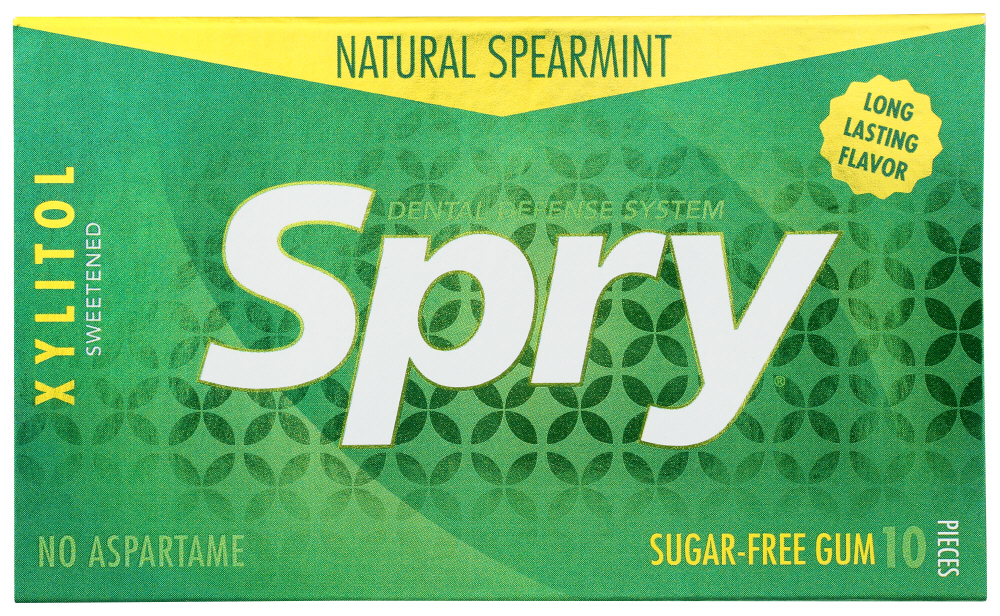 NATURAL SPEARMINT
LONG
LASTING
FLAVOR
XYLITOL
SWEETENED
DENTAL DEFENSE SYSTEM
Spry®
NO ASPARTAME
SUGAR-FREE GUM 10 PIECES